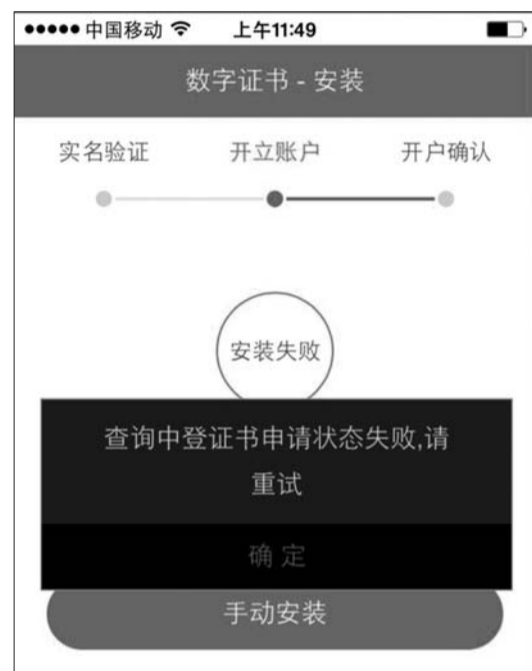 中国移动 上午11:49
数字证书 - 安装
实名验证 开立账户 开户确认
安装失败
查询中登证书申请状态失败,请
重试
确 定
手动安装